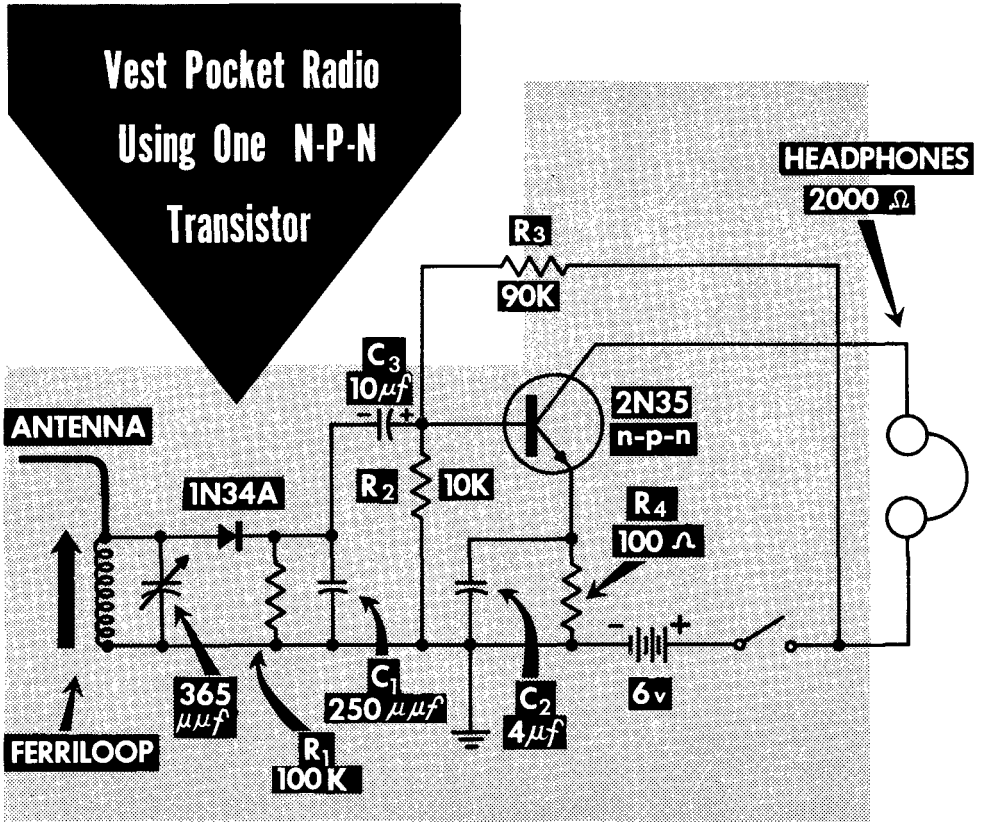 Vest Pocket Radio
Using One N-P-N
Transistor
HEADPHONES
2000 Ω
R3
90K
C3
10μf
- +
2N35
n-p-n
ANTENNA
1N34A
R2
10K
R4
100 Ω
- +
6v
365
μμf
C1
250 μμf
C2
4μf
FERRILOOP
R1
100K